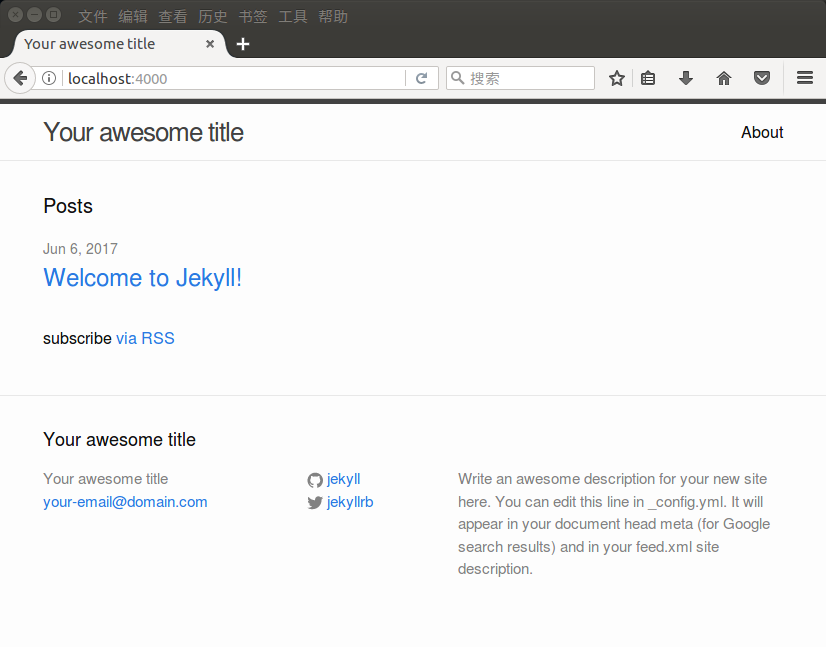 文件 编辑 查看 历史 书签 工具 帮助
Your awesome title
localhost:4000
搜索
Your awesome title
About
Posts
Jun 6, 2017
Welcome to Jekyll!
subscribe via RSS
Your awesome title
Your awesome title
your-email@domain.com
jekyll
jekyllrb
Write an awesome description for your new site
here. You can edit this line in _config.yml. It will
appear in your document head meta (for Google
search results) and in your feed.xml site
description.